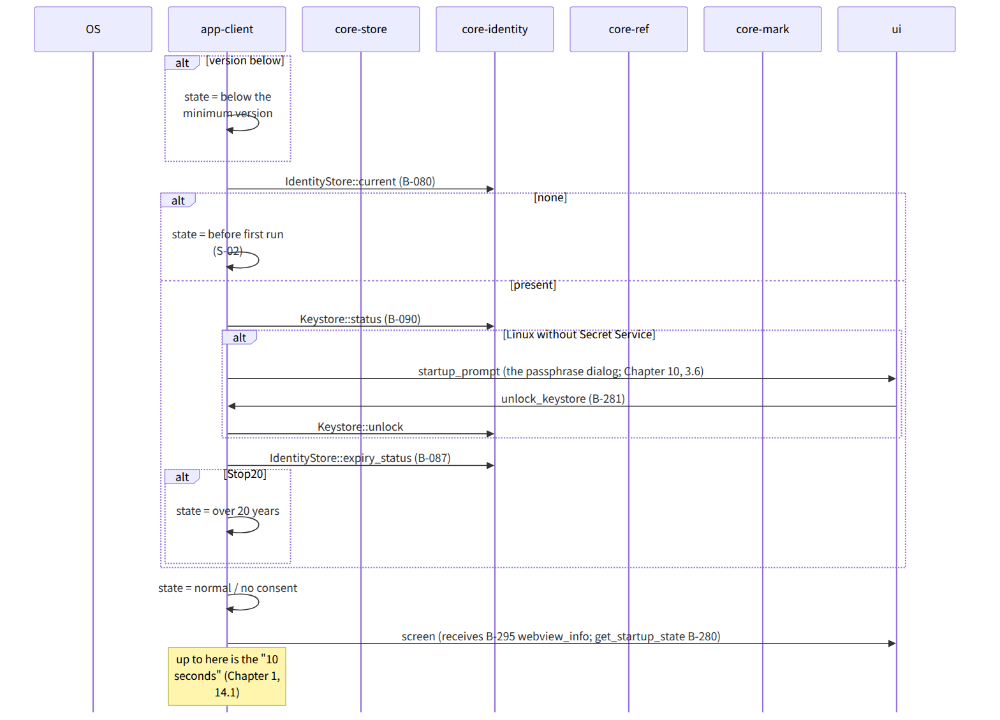 OS
app-client
core-store
core-identity
core-ref
core-mark
ui
alt
[version below]
state = below the
minimum version
IdentityStore::current (B-080)
alt
[none]
state = before first run
(S-02)
[present]
Keystore::status (B-090)
alt
[Linux without Secret Service]
startup_prompt (the passphrase dialog; Chapter 10, 3.6)
unlock_keystore (B-281)
Keystore::unlock
IdentityStore::expiry_status (B-087)
alt
[Stop20]
state = over 20 years
state = normal / no consent
screen (receives B-295 webview_info; get_startup_state B-280)
up to here is the "10
seconds" (Chapter 1,
14.1)